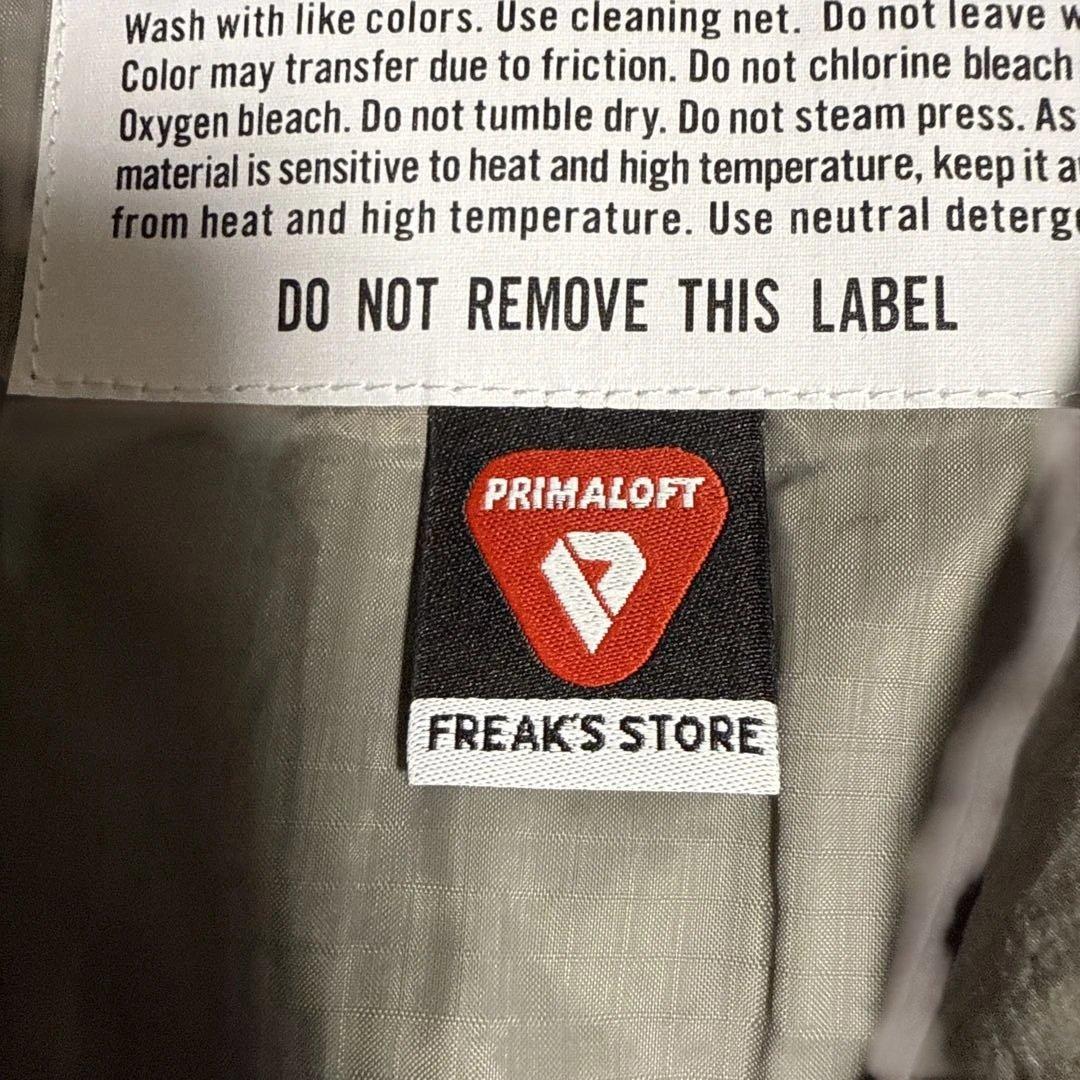 Wash with like colors. Use cleaning net. Do not leave
Color may transfer due to friction. Do not chlorine bleach
Oxygen bleach. Do not tumble dry. Do not steam press. As
material is sensitive to heat and high temperature, keep it
from heat and high temperature. Use neutral
DO NOT REMOVE THIS LABEL
PRIMALOFT
FREAK'S STORE